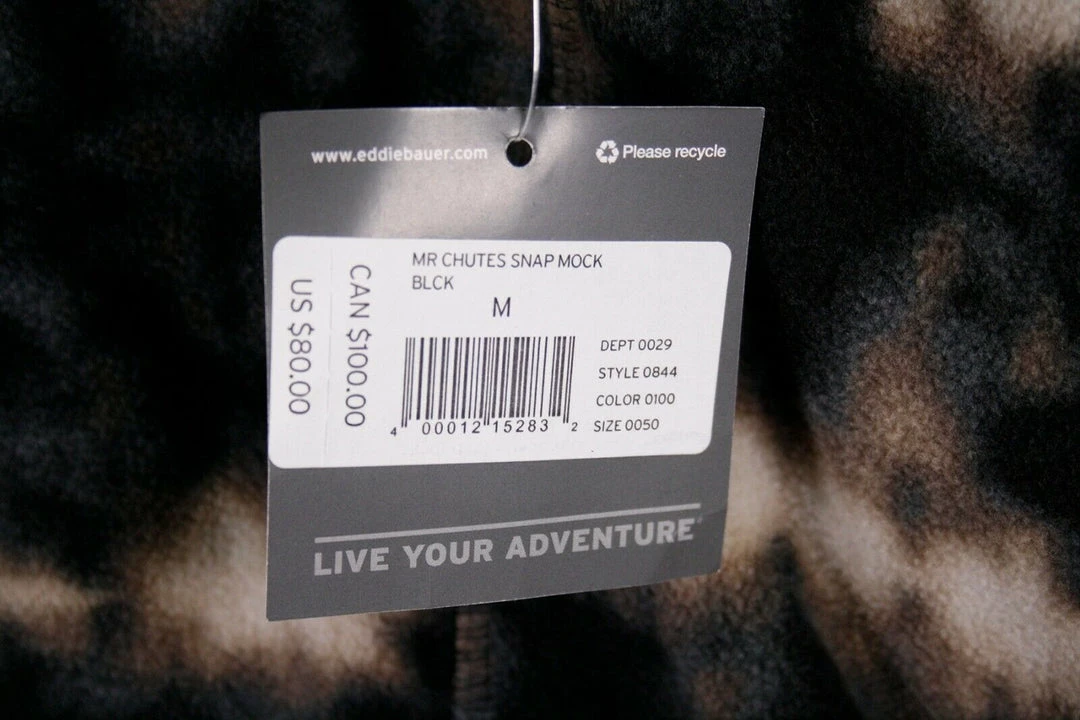 www.eddiebauer.com
Please recycle
US $80.00
CAN $100.00
MR CHUTES SNAP MOCK
BLCK
M
DEPT 0029
STYLE 0844
COLOR 0100
SIZE 0050
4 00012 15283 2
LIVE YOUR ADVENTURE